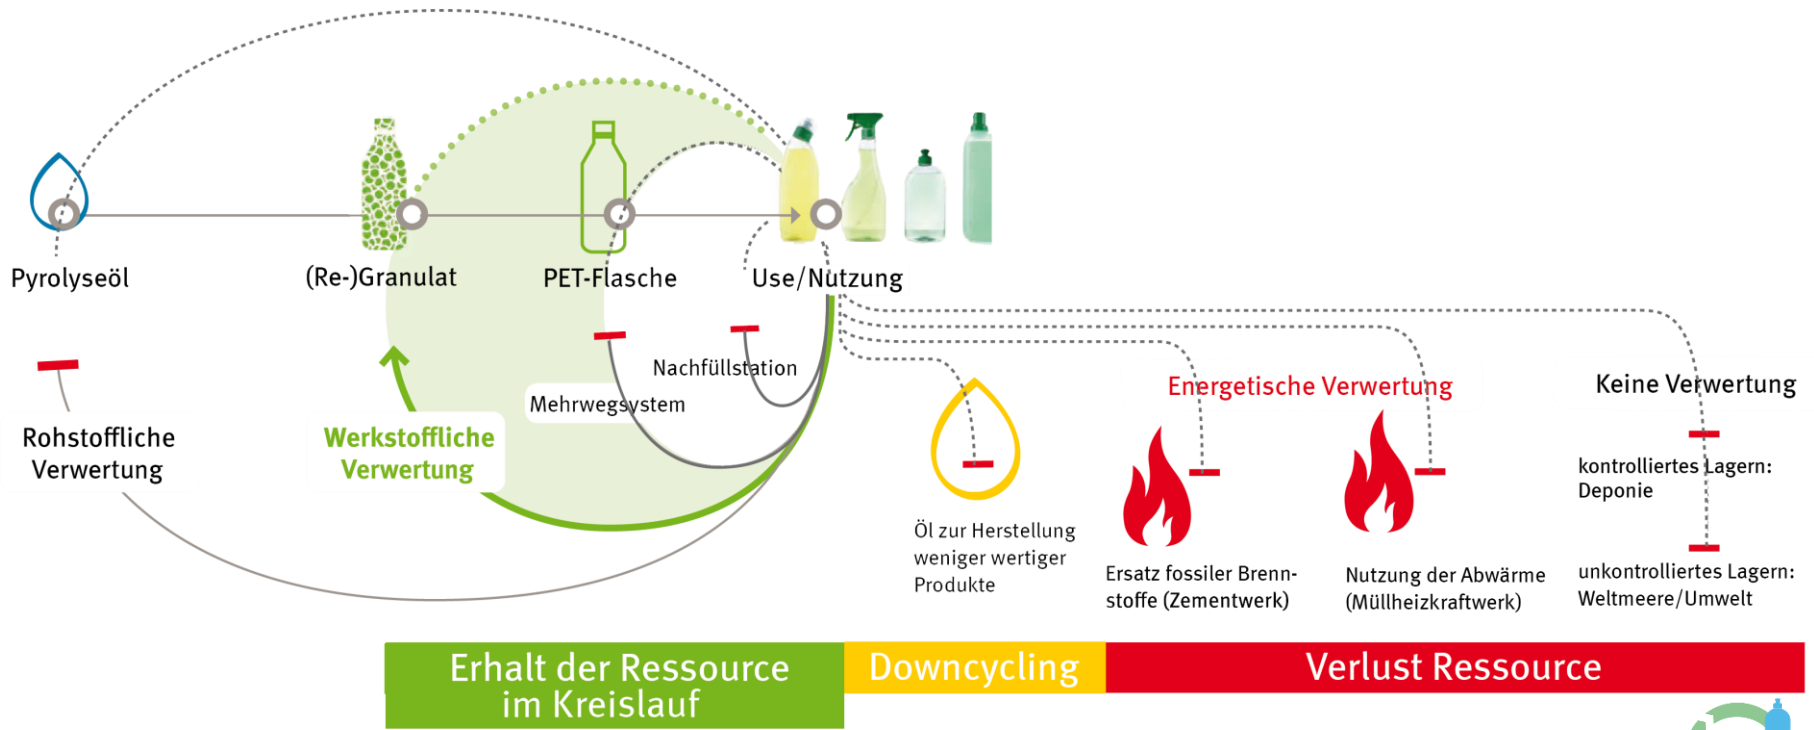 Pyrolyseöl
(Re-)Granulat
PET-Flasche
Use/Nutzung
Nachfüllstation
Mehrwegsystem
Rohstoffliche
Verwertung
Werkstoffliche
Verwertung
Energetische Verwertung
Keine Verwertung
kontrolliertes Lagern:
Deponie
Öl zur Herstellung
weniger wertiger
Produkte
Ersatz fossiler Brenn-
stoffe (Zementwerk)
Nutzung der Abwärme
(Müllheizkraftwerk)
unkontrolliertes Lagern:
Weltmeere/Umwelt
Erhalt der Ressource
im Kreislauf
Downcycling
Verlust Ressource